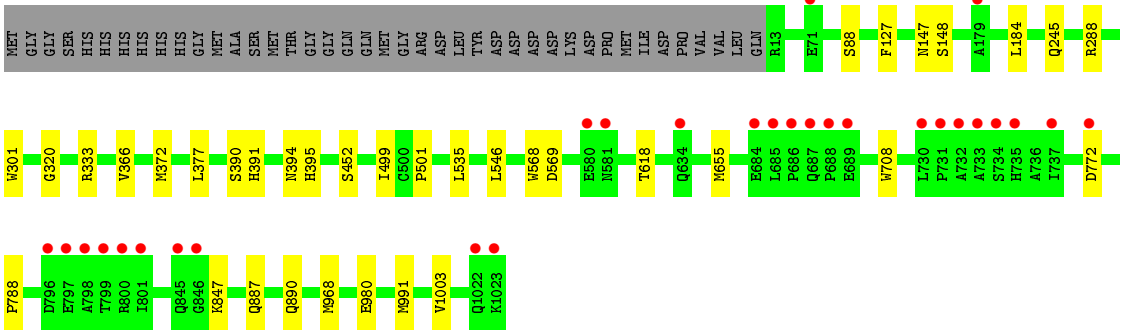 MET GLY GLY SER HIS HIS HIS HIS HIS HIS GLY MET ALA SER MET THR GLY GLY GLN GLN MET GLY ARG ASP LEU TYR ASP ASP ASP ASP LYS ASP PRO MET ILE ASP PRO VAL VAL LEU GLN R13 E71 S88 F127 N147 S148 A179 L184 Q245 R288
W301 G320 R333 V366 M372 L377 S390 H391 N394 H395 S452 I499 C500 P501 L535 L546 W568 D569 E580 N581 T618 Q634 M655 E684 L685 P686 Q687 P688 E689 W708 L730 P731 A732 A733 S734 H735 A736 I737 D772
P788 D796 E797 A798 T799 R800 I801 Q845 G846 K847 Q887 Q890 M968 E980 M991 V1003 Q1022 K1023